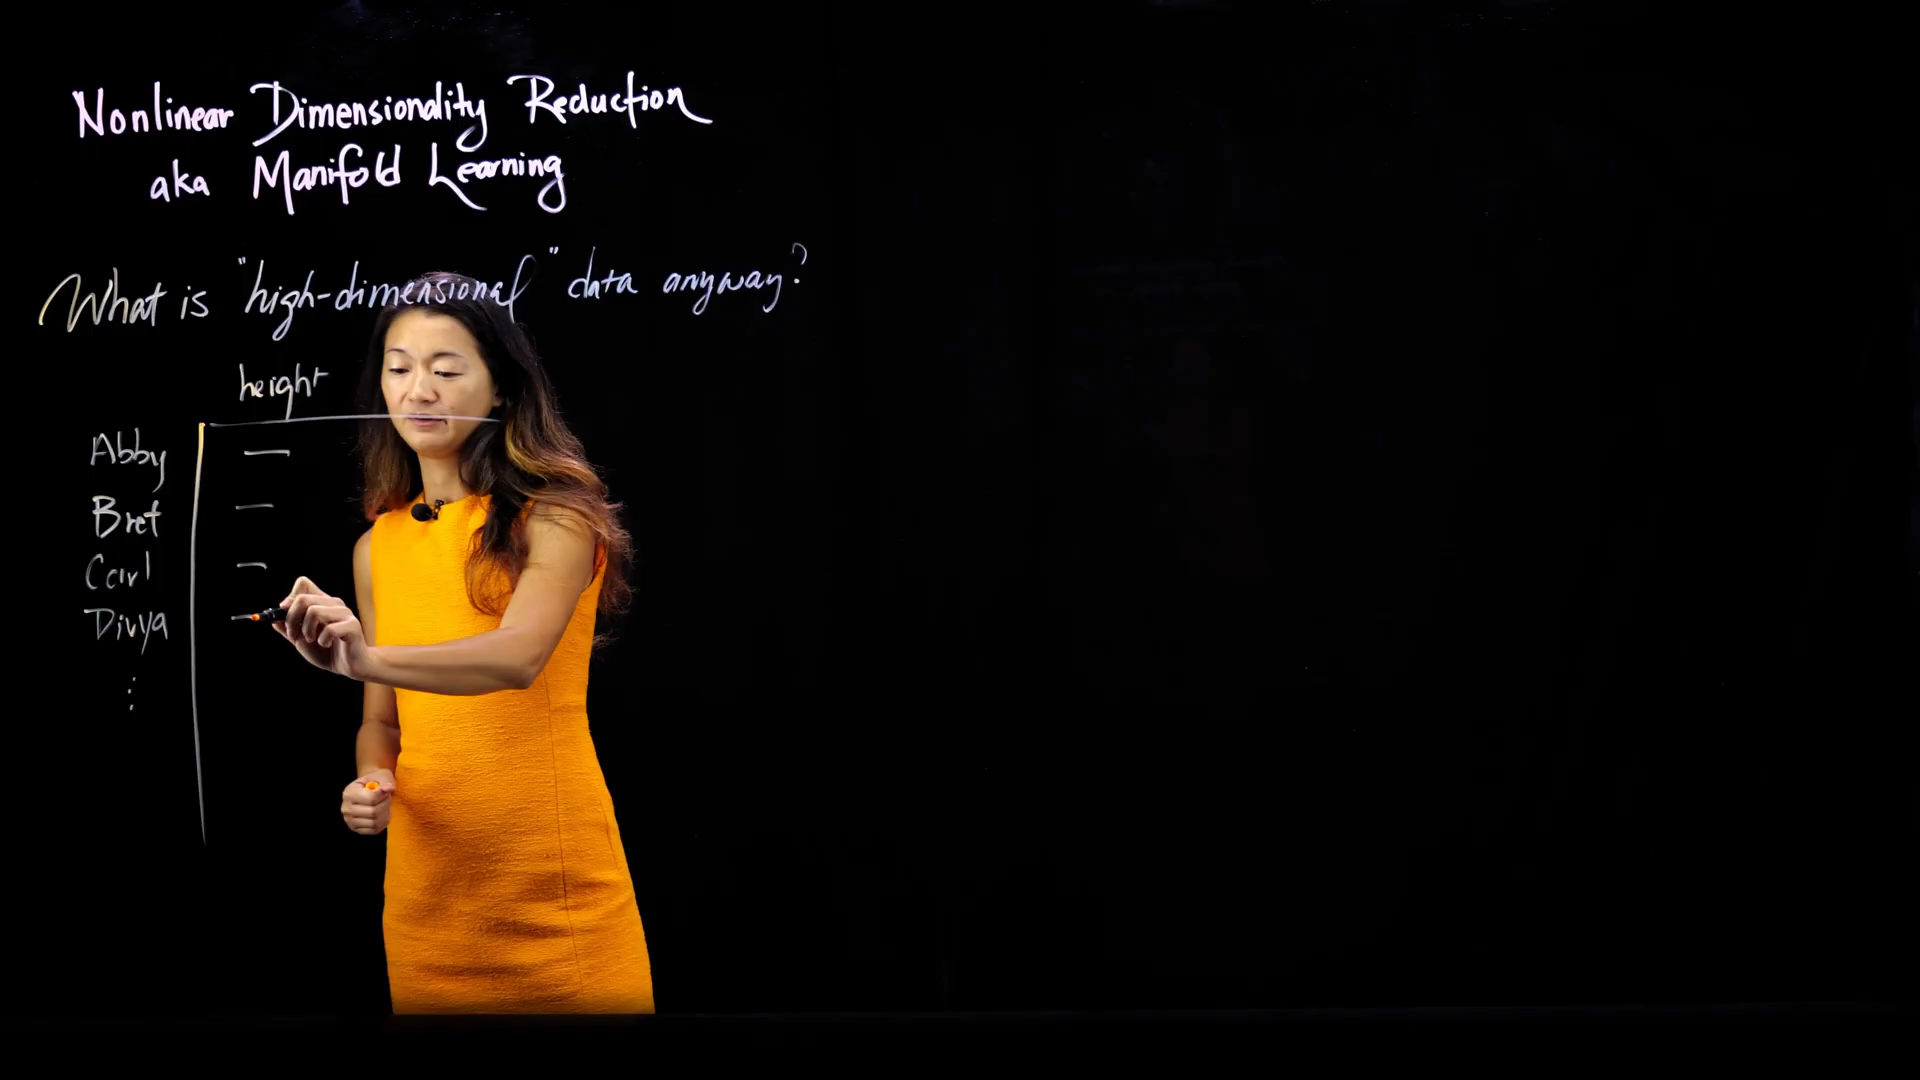 Nonlinear Dimensionality Reduction
aka Manifold Learning
What is "high-dimensional" data anyway?
height
Abby
Bret
Carl
Divya
⋮